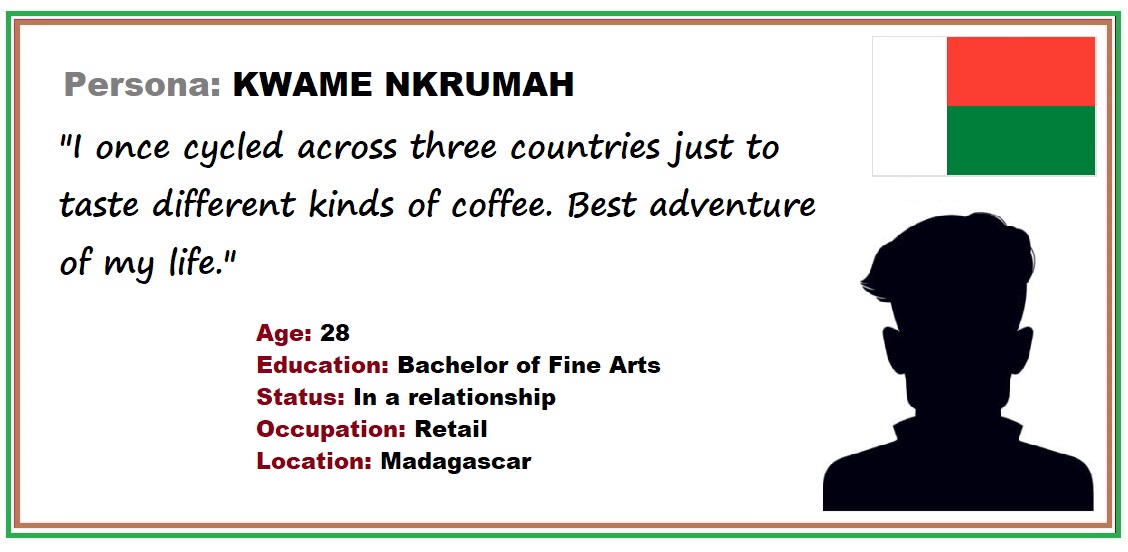 Persona: KWAME NKRUMAH
"I once cycled across three countries just to
taste different kinds of coffee. Best adventure
of my life."
Age: 28
Education: Bachelor of Fine Arts
Status: In a relationship
Occupation: Retail
Location: Madagascar